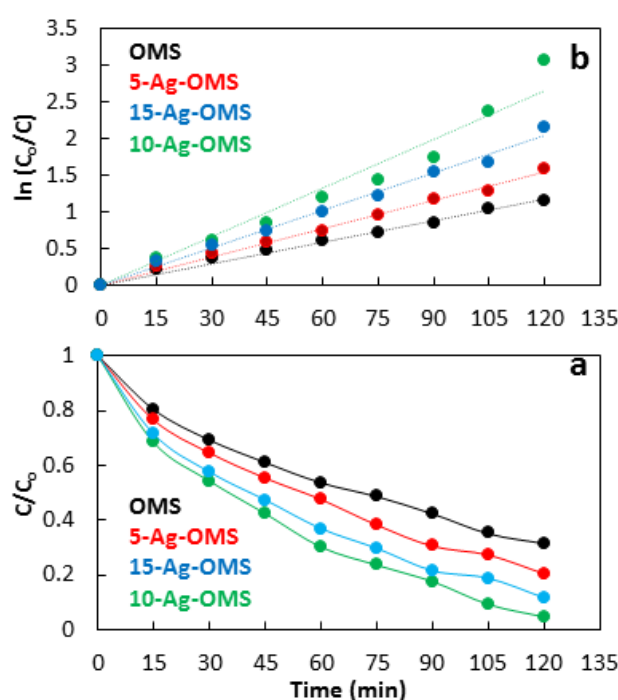 b
OMS
5-Ag-OMS
15-Ag-OMS
10-Ag-OMS
ln (Cₒ/C)
3.5
3
2.5
2
1.5
1
0.5
0
0 15 30 45 60 75 90 105 120 135
a
C/Cₒ
1
0.8
0.6
0.4
0.2
0
OMS
5-Ag-OMS
15-Ag-OMS
10-Ag-OMS
0 15 30 45 60 75 90 105 120 135
Time (min)